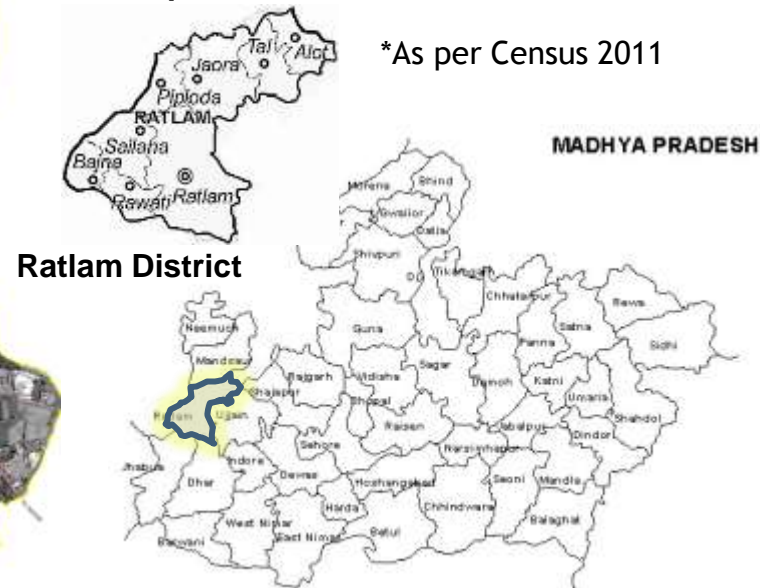 *As per Census 2011
Tal
Alot
Jaora
Piploda
RATLAM
Sailana
Bajna
Rawati
Ratlam
Ratlam District
MADHYA PRADESH
Morena
Bhind
Gwalior
Datia
Shivpuri
Tikamgarh
Chhatarpur
Rewa
Satna
Panna
Sidhi
Neemuch
Guna
Mandsaur
Sagar
Rajgarh
Vidisha
Damoh
Katni
Umaria
Shajapur
Bhopal
Shahdol
Ratlam
Ujjain
Raisen
Jabalpur
Dindori
Sehore
Narsimhapur
Jhabua
Indore
Dewas
Hoshangabad
Seoni
Mandla
Dhar
Harda
Chhindwara
Balaghat
West Nimar
East Nimar
Betul
Barwani